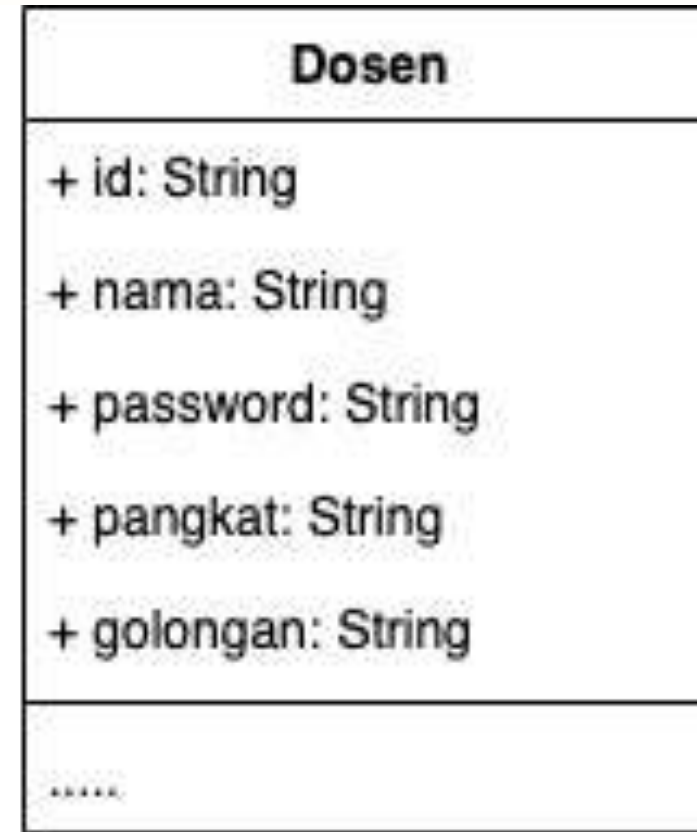 Dosen
+ id: String
+ nama: String
+ password: String
+ pangkat: String
+ golongan: String
.....